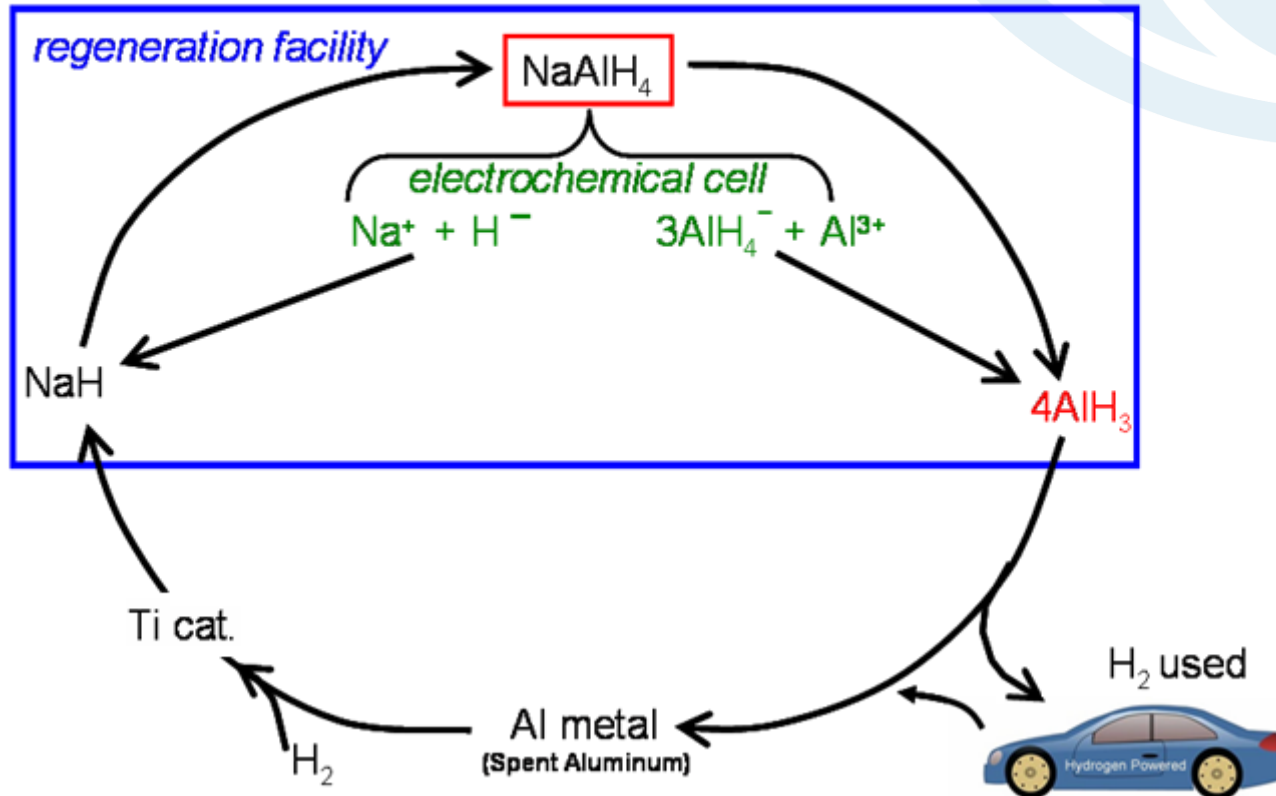 regeneration facility
NaAlH₄
electrochemical cell
Na⁺ + H⁻ 3AlH₄⁻ + Al³⁺
NaH
4AlH₃
Ti cat.
H₂ used
Al metal
(Spent Aluminum)
H₂
Hydrogen Powered